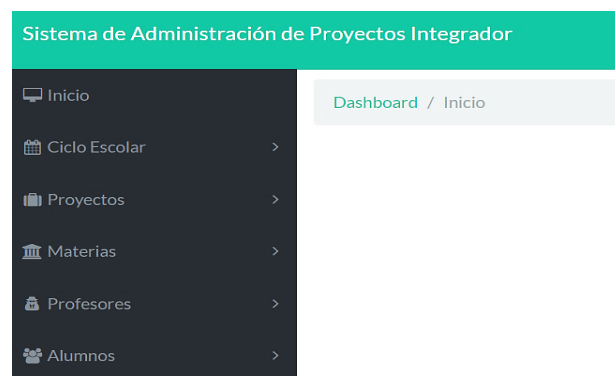 Sistema de Administración de Proyectos Integrador
Inicio
Dashboard / Inicio
Ciclo Escolar
Proyectos
Materias
Profesores
Alumnos